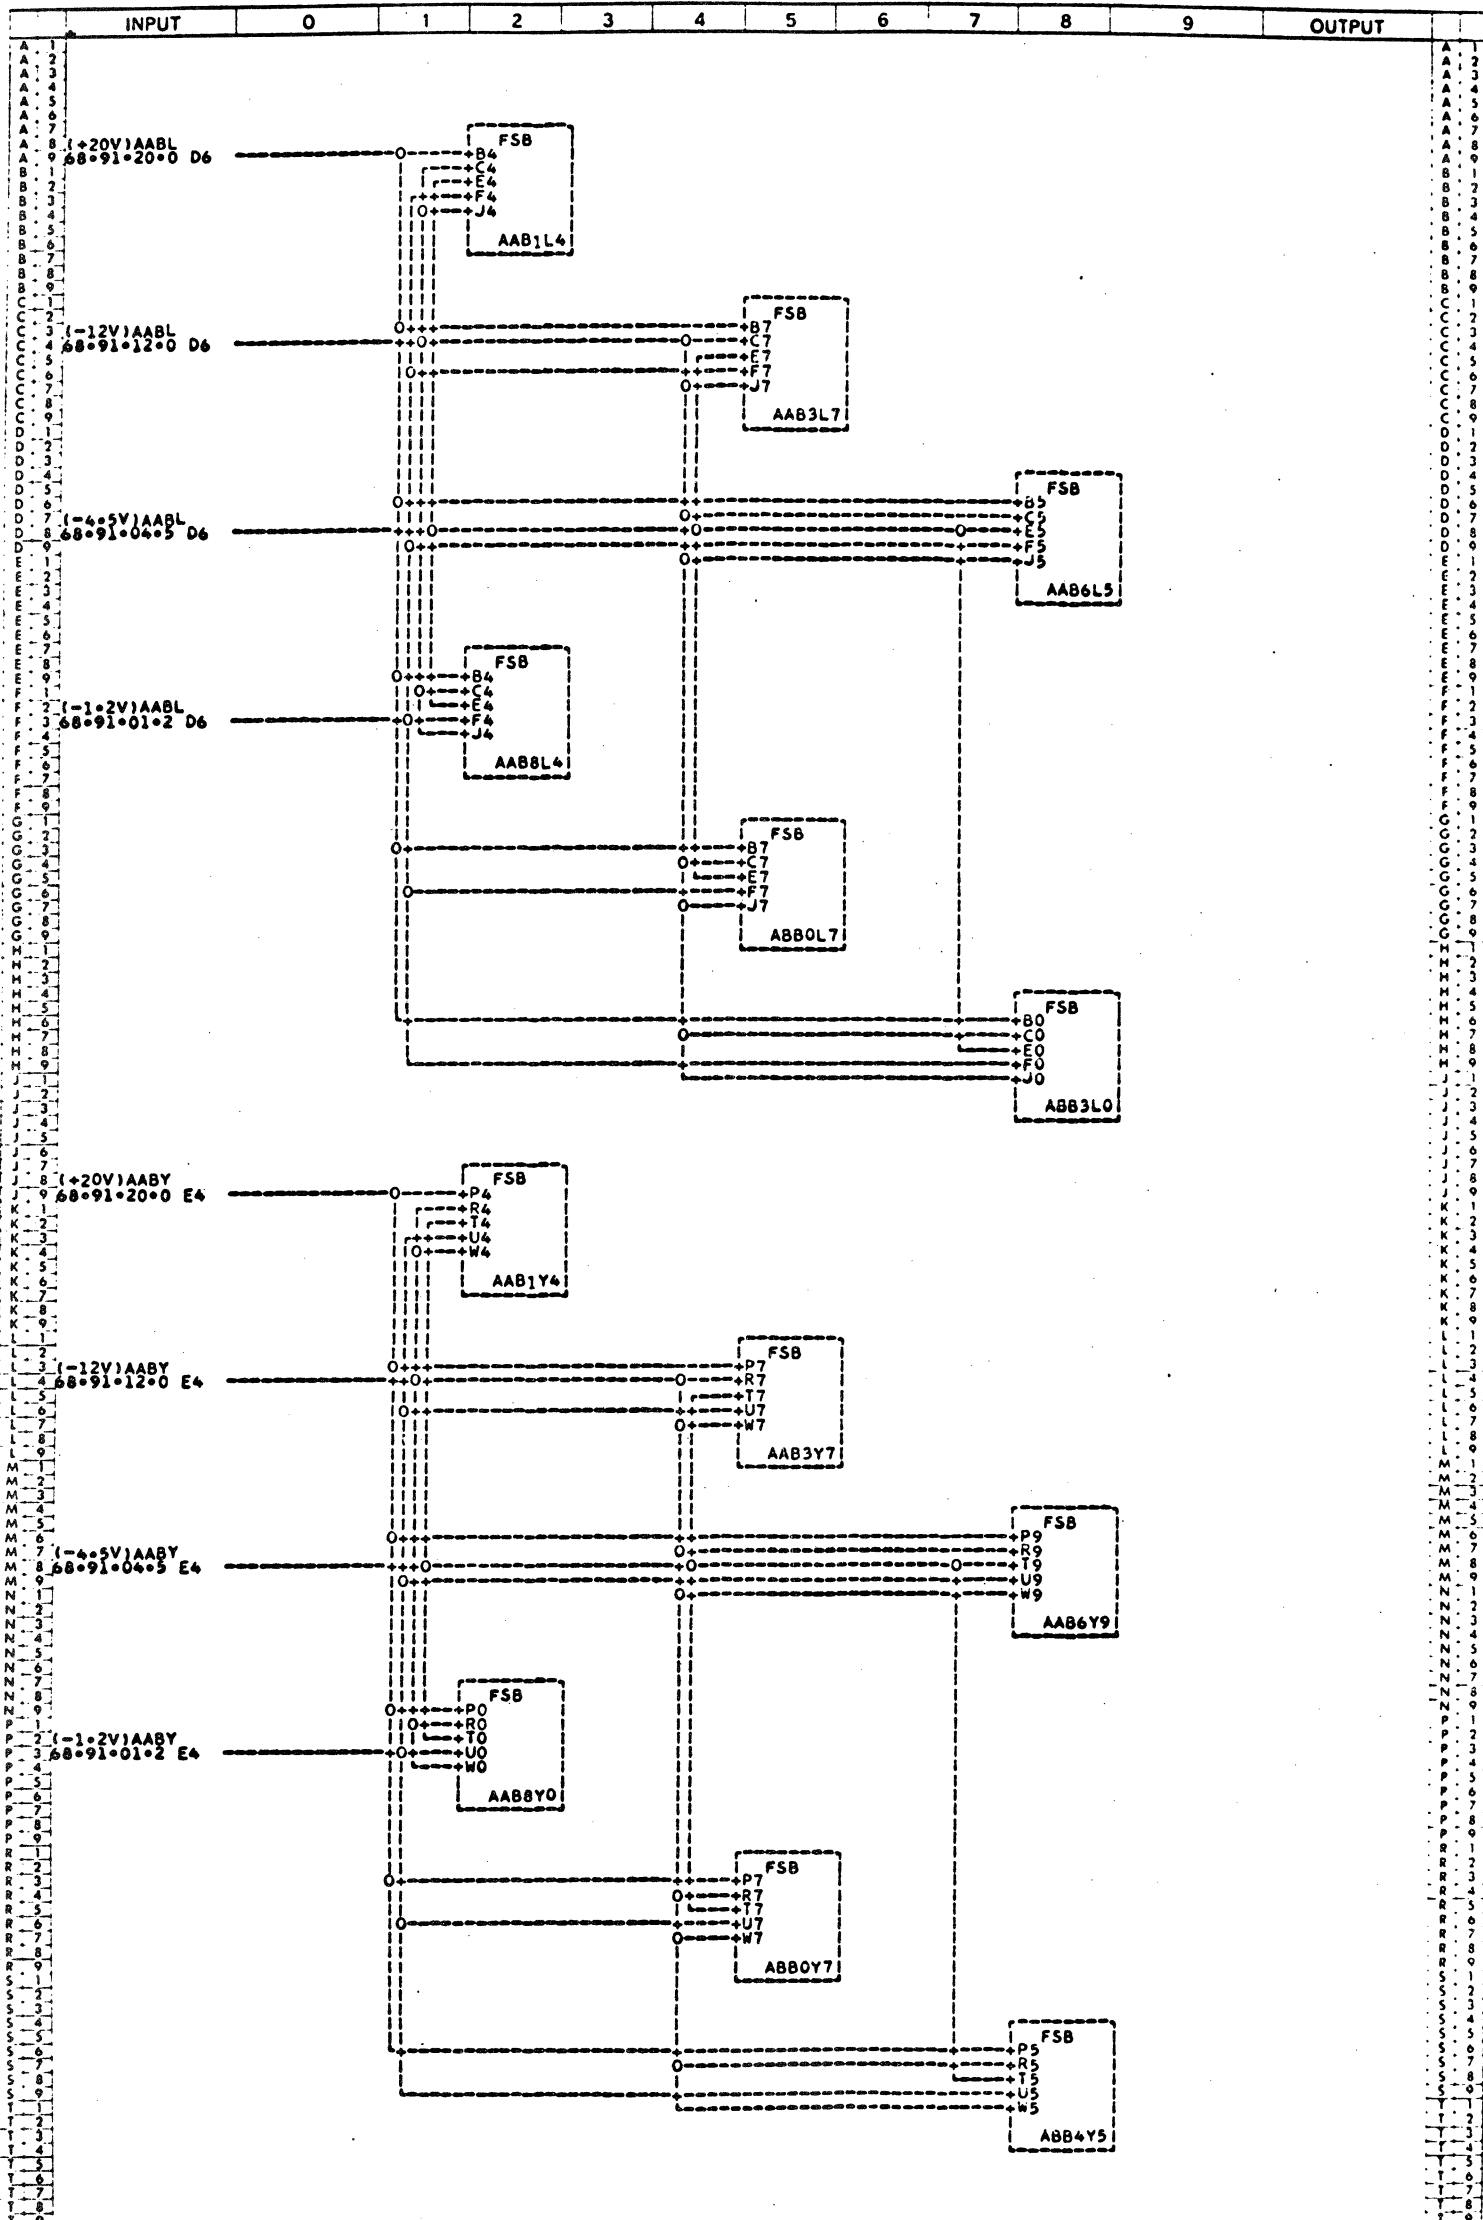 INPUT 0 1 2 3 4 5 6 7 8 9 OUTPUT
(+20V)AABL
68.91.20.0 D6
FSB
B4
C4
E4
F4
J4
AAB1L4
(-12V)AABL
68.91.12.0 D6
FSB
B7
C7
E7
F7
J7
AAB3L7
(-4.5V)AABL
68.91.04.5 D6
FSB
B5
C5
E5
F5
J5
AAB6L5
(-1.2V)AABL
68.91.01.2 D6
FSB
B4
C4
E4
F4
J4
AAB8L4
FSB
B7
C7
E7
F7
J7
ABB0L7
FSB
B0
C0
E0
F0
J0
ABB3L0
(+20V)AABY
68.91.20.0 E4
FSB
P4
R4
T4
U4
W4
AAB1Y4
(-12V)AABY
68.91.12.0 E4
FSB
P7
R7
T7
U7
W7
AAB3Y7
(-4.5V)AABY
68.91.04.5 E4
FSB
P9
R9
T9
U9
W9
AAB6Y9
(-1.2V)AABY
68.91.01.2 E4
FSB
P0
R0
T0
U0
W0
AAB8Y0
FSB
P7
R7
T7
U7
W7
ABB0Y7
FSB
P5
R5
T5
U5
W5
ABB4Y5